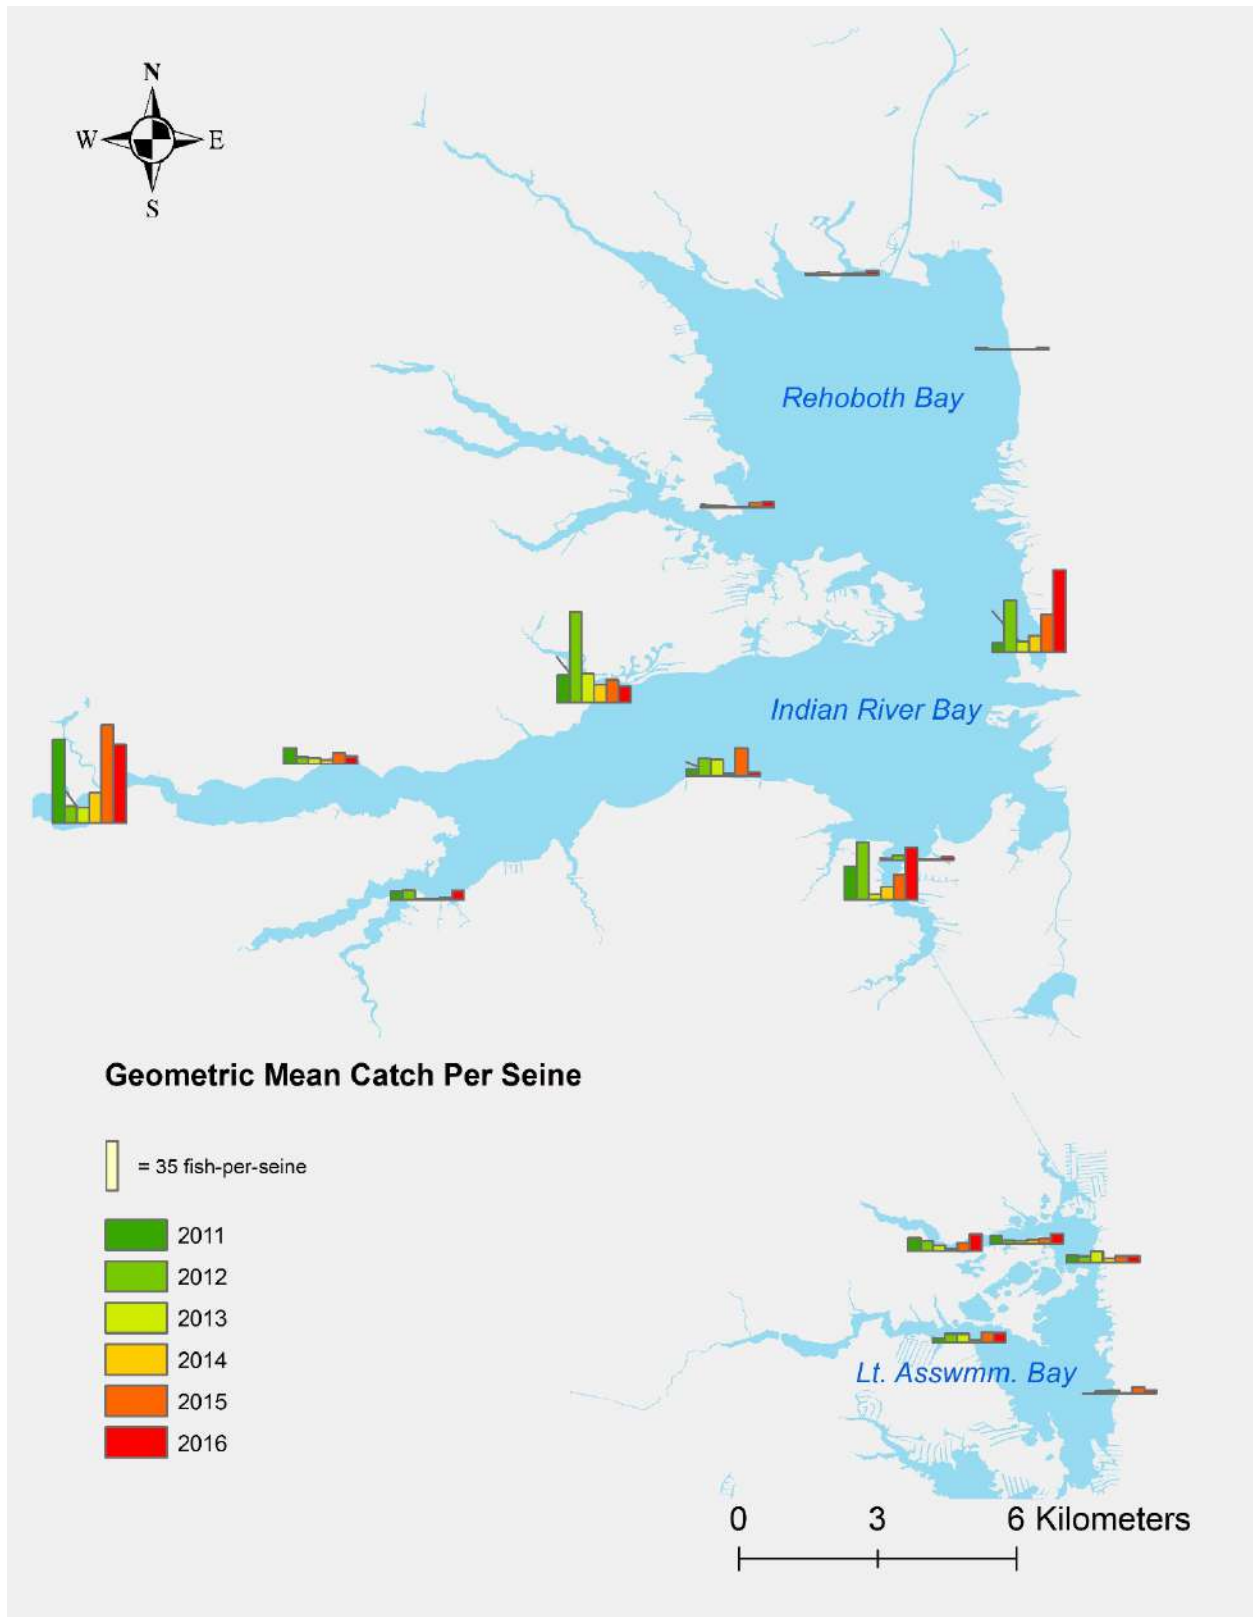 N
W E
S
Rehoboth Bay
Indian River Bay
Geometric Mean Catch Per Seine
= 35 fish-per-seine
2011
2012
2013
2014
2015
2016
Lt. Asswmm. Bay
0 3 6 Kilometers